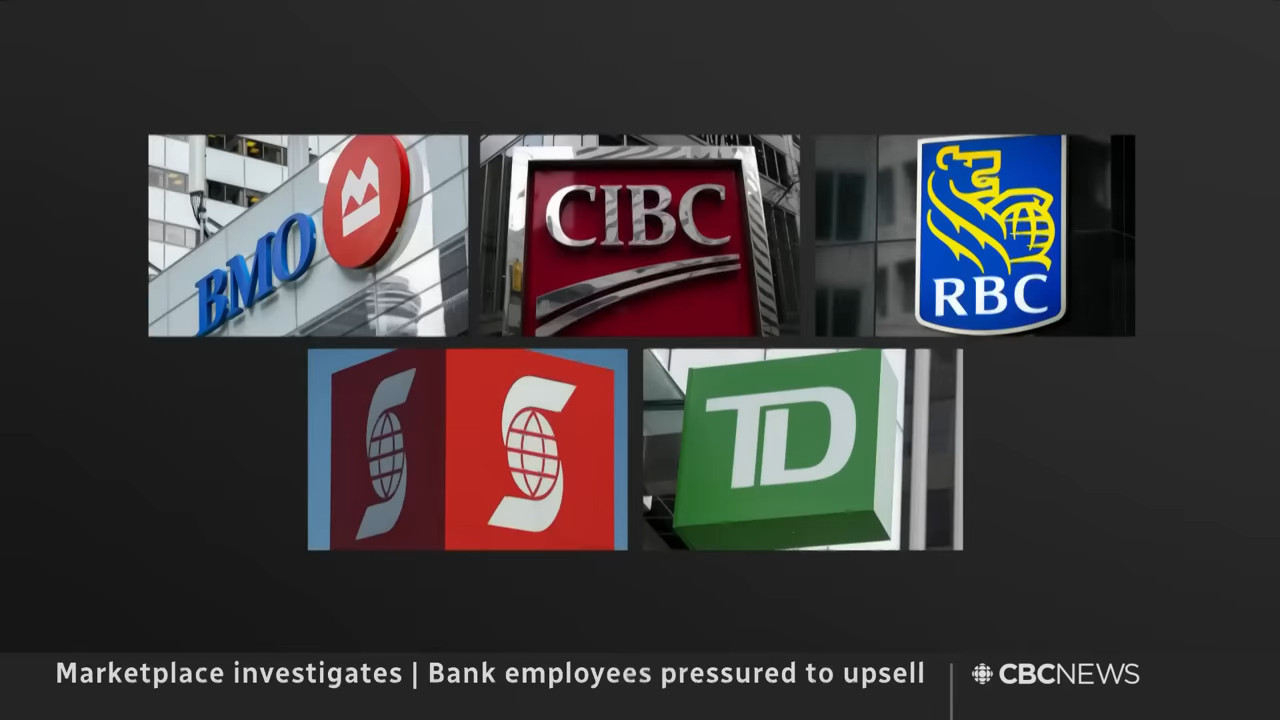 BMO
CIBC
RBC
TD
Marketplace investigates | Bank employees pressured to upsell
CBCNEWS